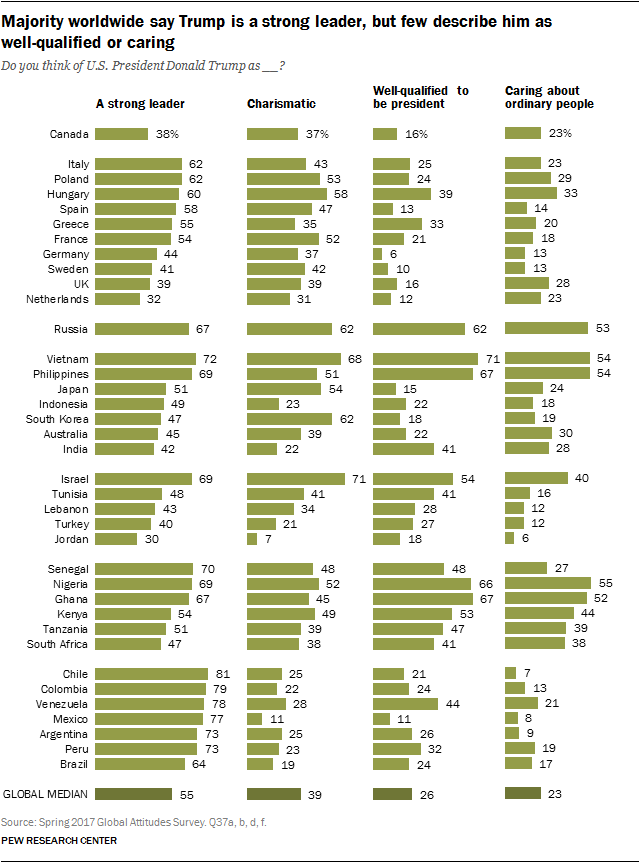 Majority worldwide say Trump is a strong leader, but few describe him as
well-qualified or caring
Do you think of U.S. President Donald Trump as __?
A strong leader Charismatic Well-qualified to be president Caring about ordinary people
Canada 38% 37% 16% 23%
Italy 62 43 25 23
Poland 62 53 24 29
Hungary 60 58 39 33
Spain 58 47 13 14
Greece 55 35 33 20
France 54 52 21 18
Germany 44 37 6 13
Sweden 41 42 10 13
UK 39 39 16 28
Netherlands 32 31 12 23
Russia 67 62 62 53
Vietnam 72 68 71 54
Philippines 69 51 67 54
Japan 51 54 15 24
Indonesia 49 23 22 18
South Korea 47 62 18 19
Australia 45 39 22 30
India 42 22 41 28
Israel 69 71 54 40
Tunisia 48 41 41 16
Lebanon 43 34 28 12
Turkey 40 21 27 12
Jordan 30 7 18 6
Senegal 70 48 48 27
Nigeria 69 52 66 55
Ghana 67 45 67 52
Kenya 54 49 53 44
Tanzania 51 39 47 39
South Africa 47 38 41 38
Chile 81 25 21 7
Colombia 79 22 24 13
Venezuela 78 28 44 21
Mexico 77 11 11 8
Argentina 73 25 26 9
Peru 73 23 32 19
Brazil 64 19 24 17
GLOBAL MEDIAN 55 39 26 23
Source: Spring 2017 Global Attitudes Survey. Q37a, b, d, f.
PEW RESEARCH CENTER